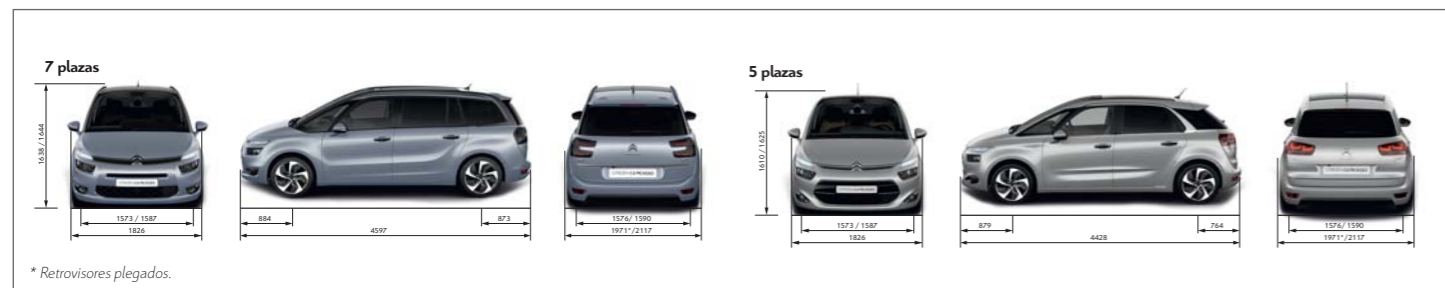 7 plazas
1638 / 1644
1573 / 1587
1826
884
873
4597
1576/ 1590
1971*/2117
5 plazas
1610 / 1625
1573 / 1587
1826
879
764
4428
1576/1590
1971*/2117
* Retrovisores plegados.